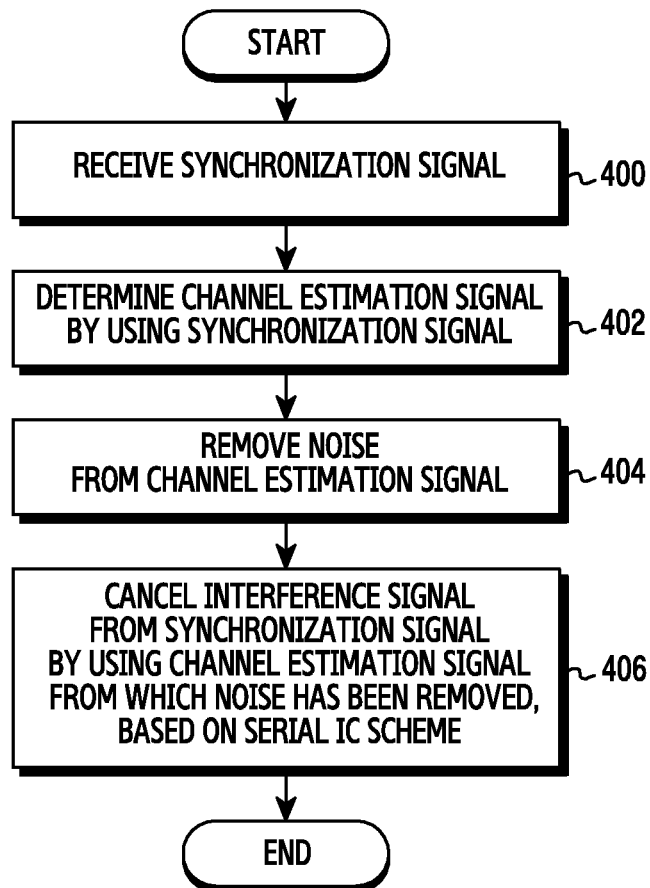 START
RECEIVE SYNCHRONIZATION SIGNAL
400
DETERMINE CHANNEL ESTIMATION SIGNAL
BY USING SYNCHRONIZATION SIGNAL
402
REMOVE NOISE
FROM CHANNEL ESTIMATION SIGNAL
404
CANCEL INTERFERENCE SIGNAL
FROM SYNCHRONIZATION SIGNAL
BY USING CHANNEL ESTIMATION SIGNAL
FROM WHICH NOISE HAS BEEN REMOVED,
BASED ON SERIAL IC SCHEME
406
END